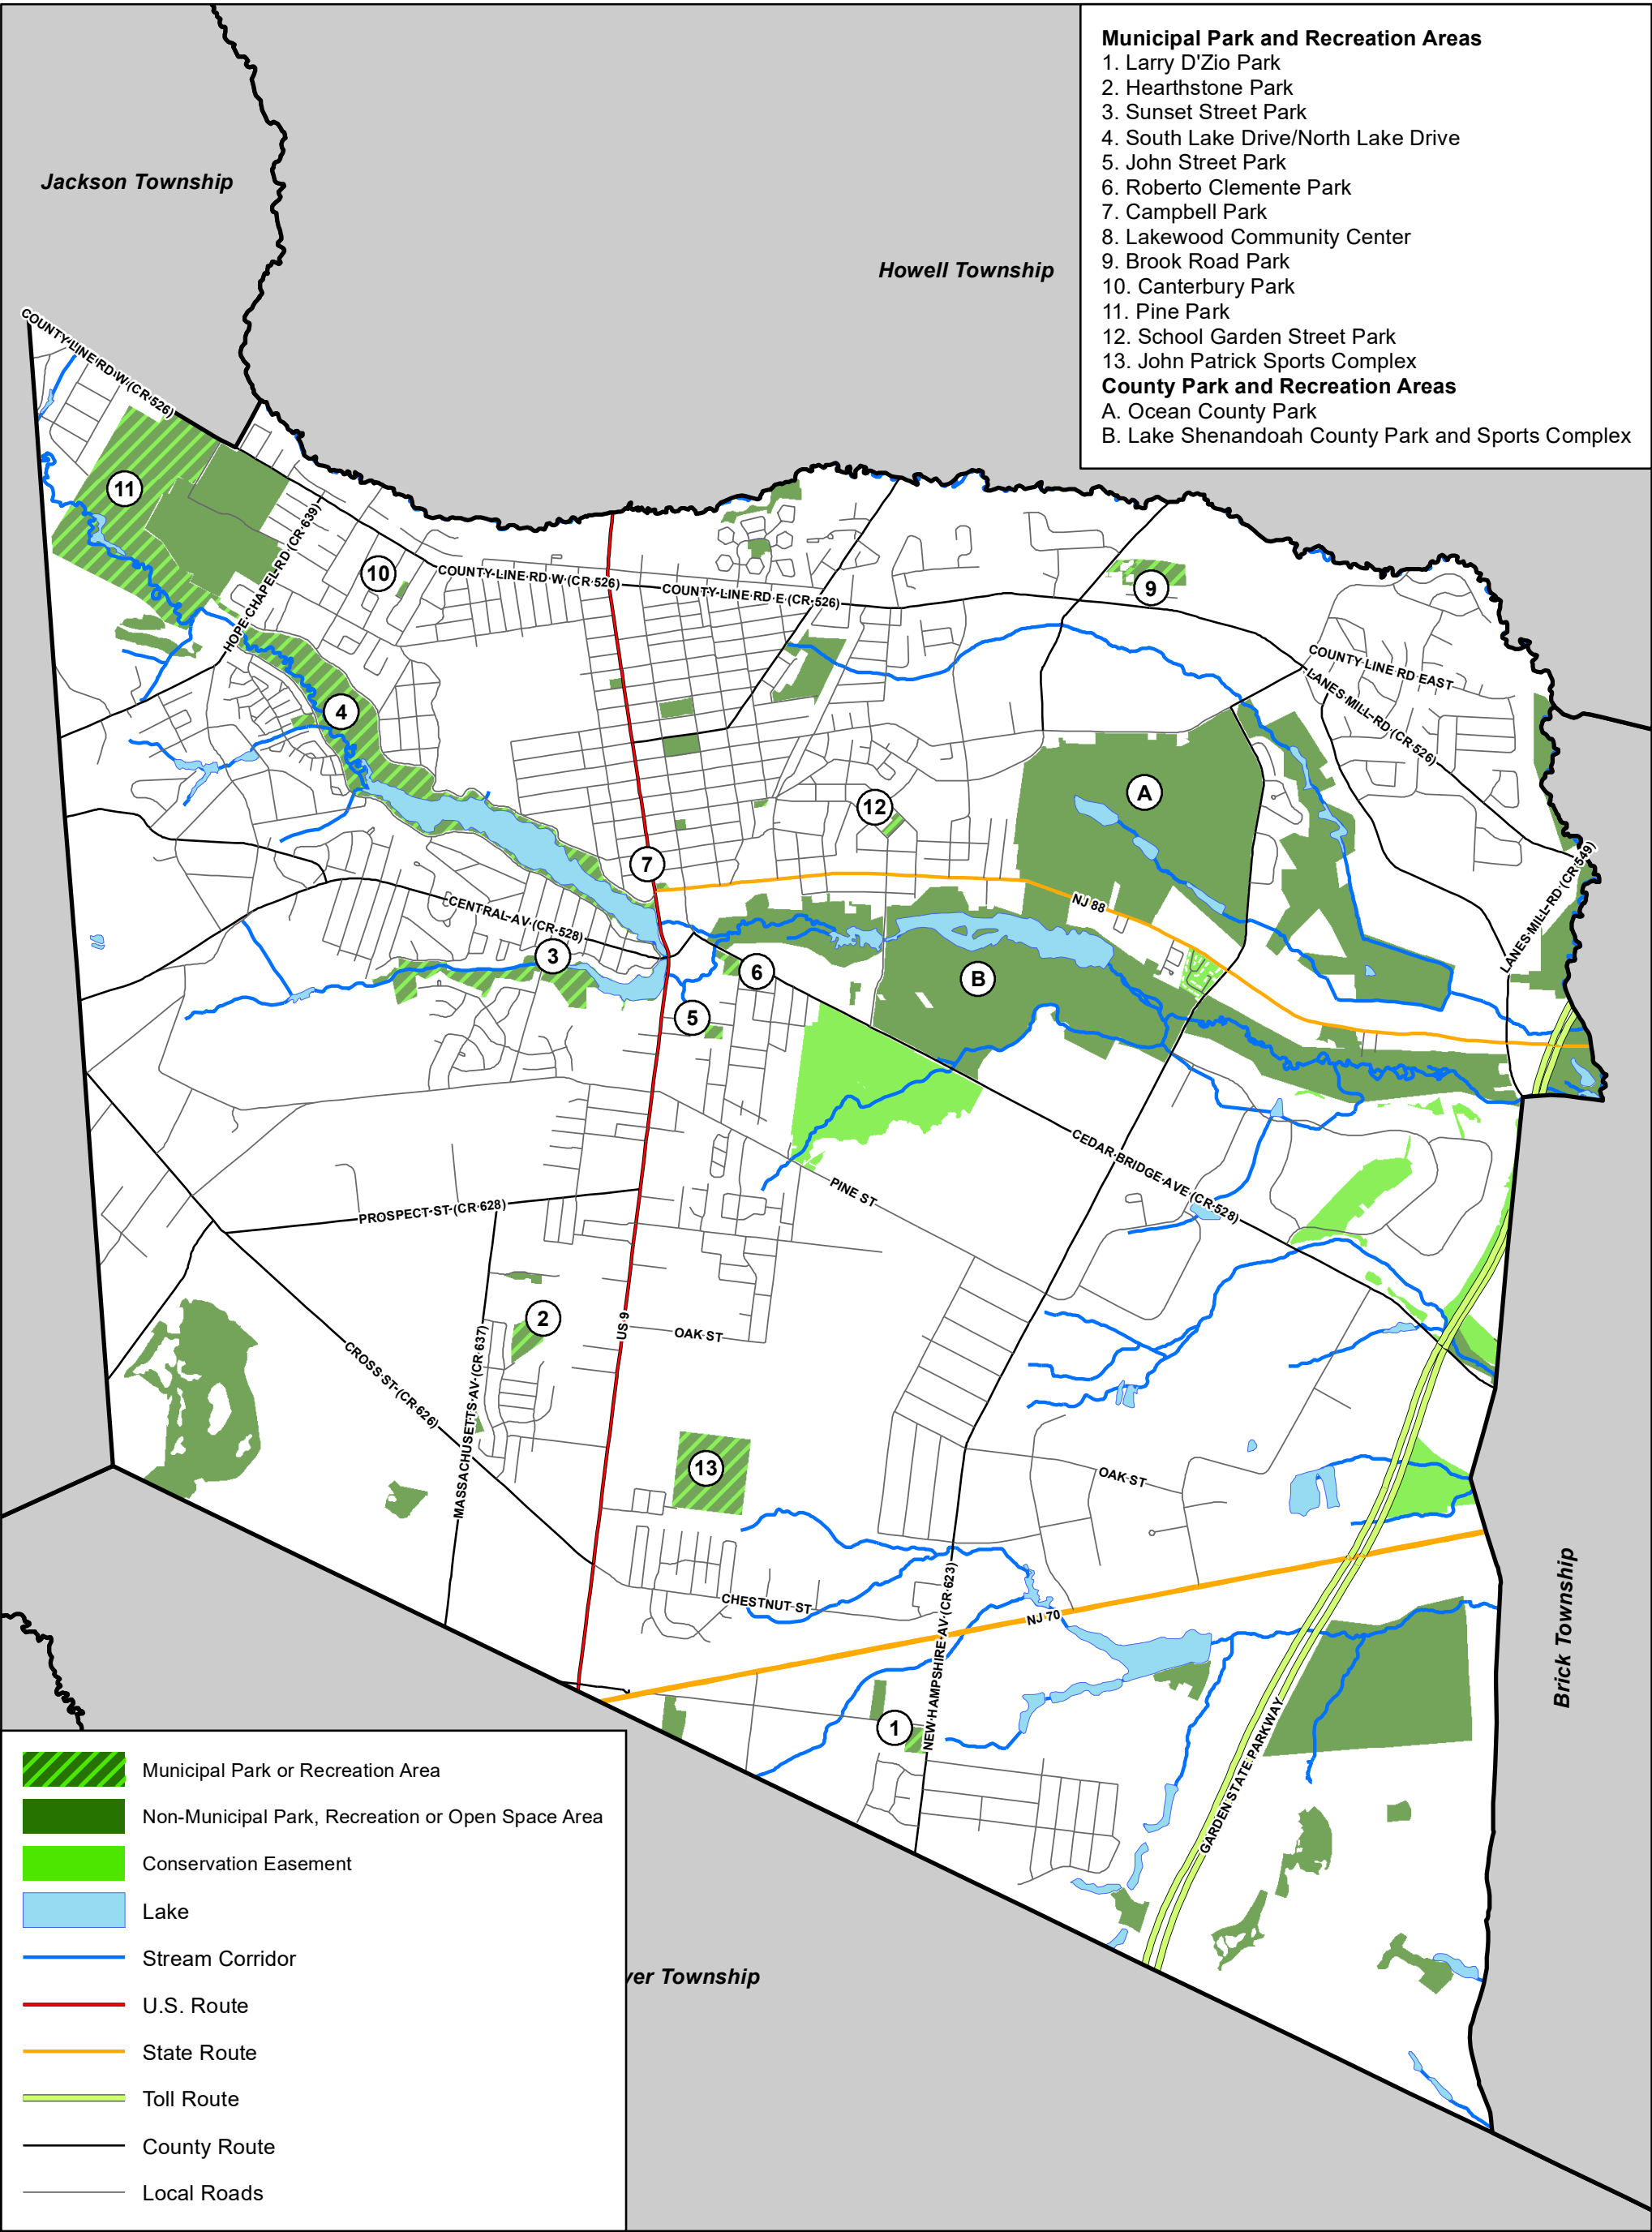 Municipal Park and Recreation Areas
1. Larry D'Zio Park
2. Hearthstone Park
3. Sunset Street Park
4. South Lake Drive/North Lake Drive
5. John Street Park
6. Roberto Clemente Park
7. Campbell Park
8. Lakewood Community Center
9. Brook Road Park
10. Canterbury Park
11. Pine Park
12. School Garden Street Park
13. John Patrick Sports Complex
County Park and Recreation Areas
A. Ocean County Park
B. Lake Shenandoah County Park and Sports Complex
Jackson Township
Howell Township
COUNTY LINE RD W (CR 526)
11
HOPE CHAPEL RD (CR 639)
10
COUNTY LINE RD W (CR 526)
COUNTY LINE RD E (CR 526)
9
COUNTY LINE RD EAST
LANES MILL RD (CR 526)
4
12
A
7
NJ 88
LANES MILL RD (CR 549)
CENTRAL AV (CR 528)
3
6
B
5
CEDAR BRIDGE AVE (CR 528)
PINE ST
PROSPECT ST (CR 628)
2
US 9
OAK ST
CROSS ST (CR 626)
MASSACHUSETTS AV (CR 637)
13
OAK ST
CHESTNUT ST
NEW HAMPSHIRE AV (CR 623)
NJ 70
Brick Township
1
GARDEN STATE PARKWAY
ver Township
Municipal Park or Recreation Area
Non-Municipal Park, Recreation or Open Space Area
Conservation Easement
Lake
Stream Corridor
U.S. Route
State Route
Toll Route
County Route
Local Roads